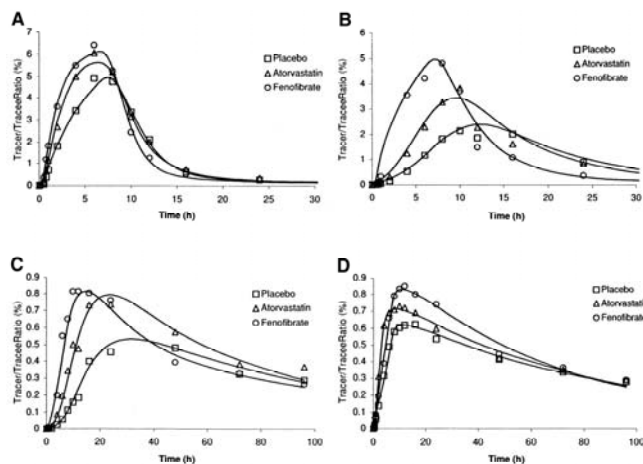 A
7
6
5
4
3
2
1
0
Tracer/TraceeRatio (%)
0 5 10 15 20 25 30
Time (h)
Placebo
Atorvastatin
Fenofibrate
B
6
5
4
3
2
1
0
Tracer/Tracee Ratio (%)
0 5 10 15 20 25 30
Time (h)
Placebo
Atorvastatin
Fenofibrate
C
0.9
0.8
0.7
0.6
0.5
0.4
0.3
0.2
0.1
0
Tracer/TraceeRatio (%)
0 20 40 60 80 100
Time (h)
Placebo
Atorvastatin
Fenofibrate
D
0.9
0.8
0.7
0.6
0.5
0.4
0.3
0.2
0.1
0
Tracer/TraceeRatio (%)
0 20 40 60 80 100
Time (h)
Placebo
Atorvastatin
Fenofibrate